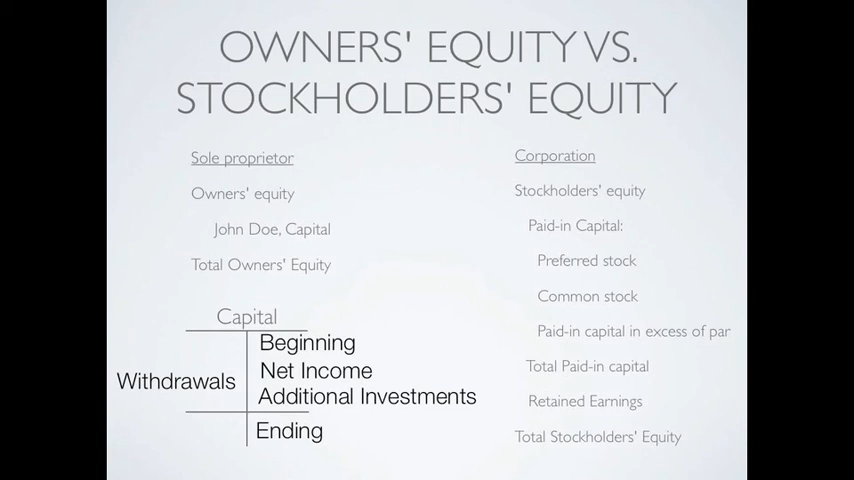 OWNERS' EQUITY VS.
STOCKHOLDERS' EQUITY
Sole proprietor
Owners' equity
John Doe, Capital
Total Owners' Equity
Capital
Beginning
Net Income
Withdrawals
Additional Investments
Ending
Corporation
Stockholders' equity
Paid-in Capital:
Preferred stock
Common stock
Paid-in capital in excess of par
Total Paid-in capital
Retained Earnings
Total Stockholders' Equity